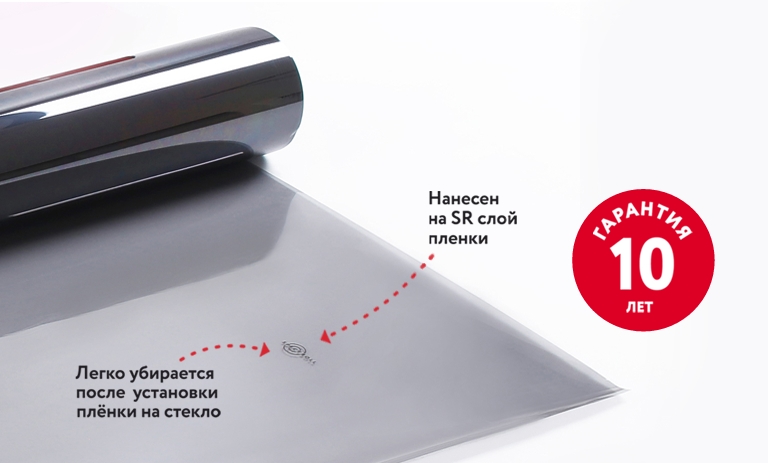 Нанесен
на SR слой
пленки
ГАРАНТИЯ
10
ЛЕТ
Легко убирается
после установки
плёнки на стекло